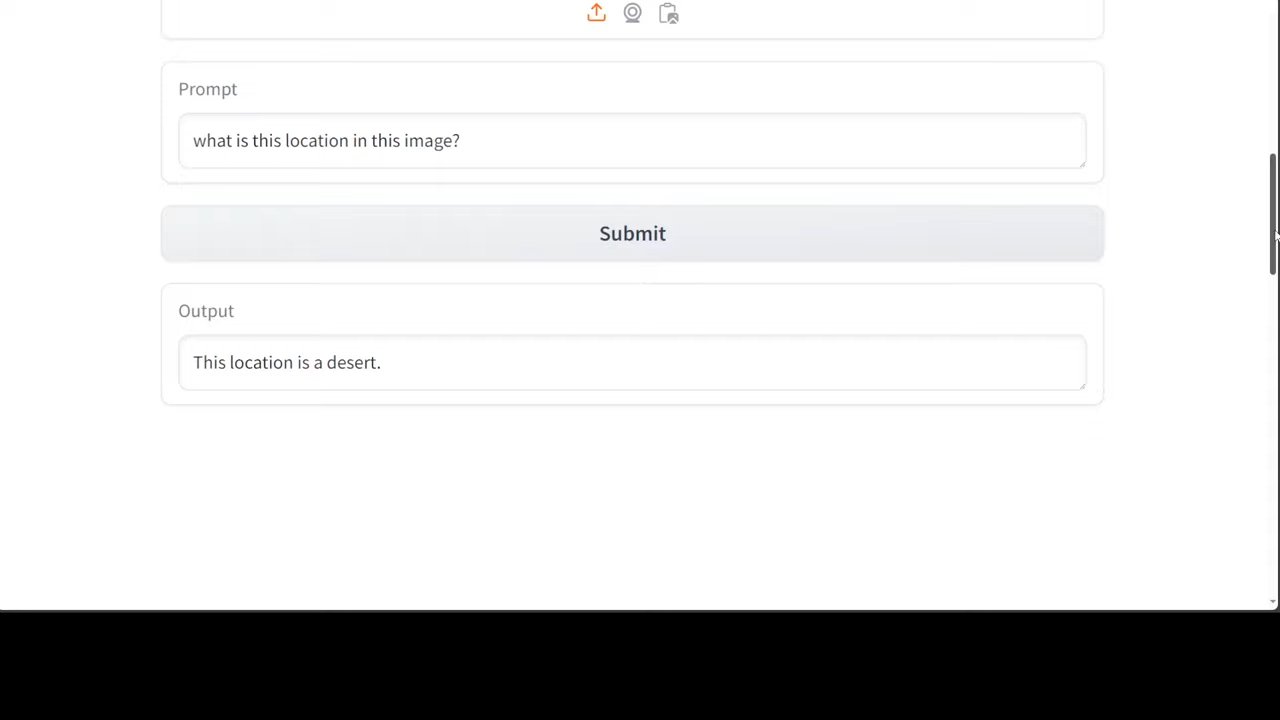 Prompt
what is this location in this image?
Submit
Output
This location is a desert.